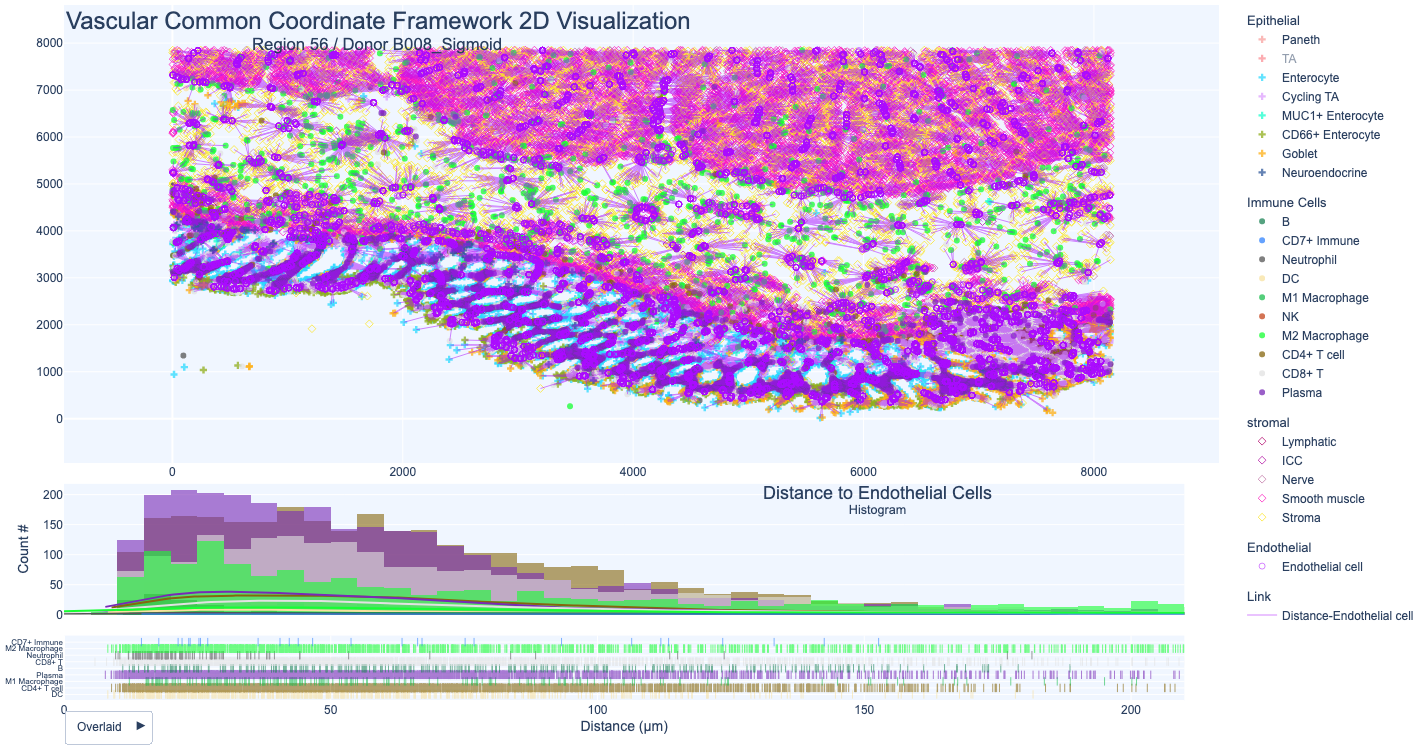 Vascular Common Coordinate Framework 2D Visualization
Region 56 / Donor B008_Sigmoid
8000
7000
6000
5000
4000
3000
2000
1000
0
0
2000
4000
6000
8000
Epithelial
Paneth
TA
Enterocyte
Cycling TA
MUC1+ Enterocyte
CD66+ Enterocyte
Goblet
Neuroendocrine
Immune Cells
B
CD7+ Immune
Neutrophil
DC
M1 Macrophage
NK
M2 Macrophage
CD4+ T cell
CD8+ T
Plasma
stromal
Lymphatic
ICC
Nerve
Smooth muscle
Stroma
Endothelial
Endothelial cell
Link
Distance-Endothelial cell
Distance to Endothelial Cells
Histogram
Count #
200
150
100
50
0
CD7+ Immune
M2 Macrophage
Neutrophil
CD8+ T
B
Plasma
M1 Macrophage
CD4+ T cell
DC
0
50
100
150
200
Distance (µm)
Overlaid ▶